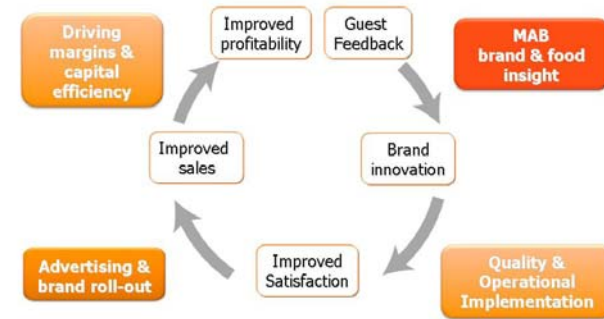 Driving
margins &
capital
efficiency
Improved
profitability
Guest
Feedback
MAB
brand & food
insight
Improved
sales
Brand
innovation
Advertising &
brand roll-out
Improved
Satisfaction
Quality &
Operational
Implementation